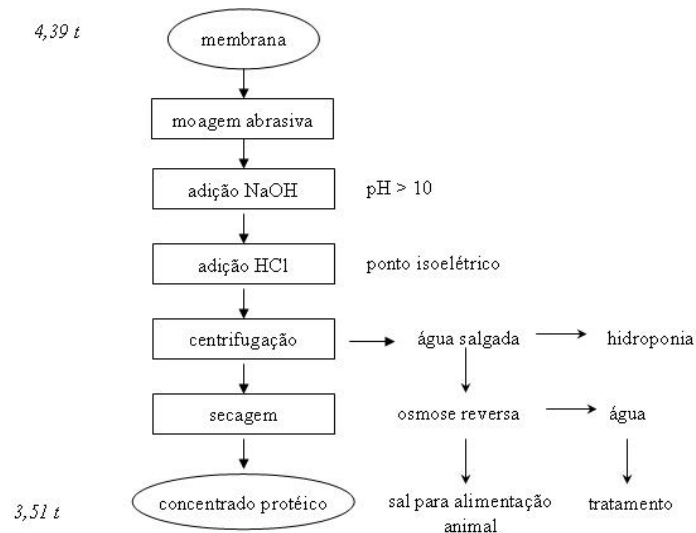 4,39 t
membrana
moagem abrasiva
adição NaOH
pH > 10
adição HCl
ponto isoelétrico
centrifugação
água salgada
hidroponia
secagem
osmose reversa
água
3,51 t
concentrado protéico
sal para alimentação
animal
tratamento